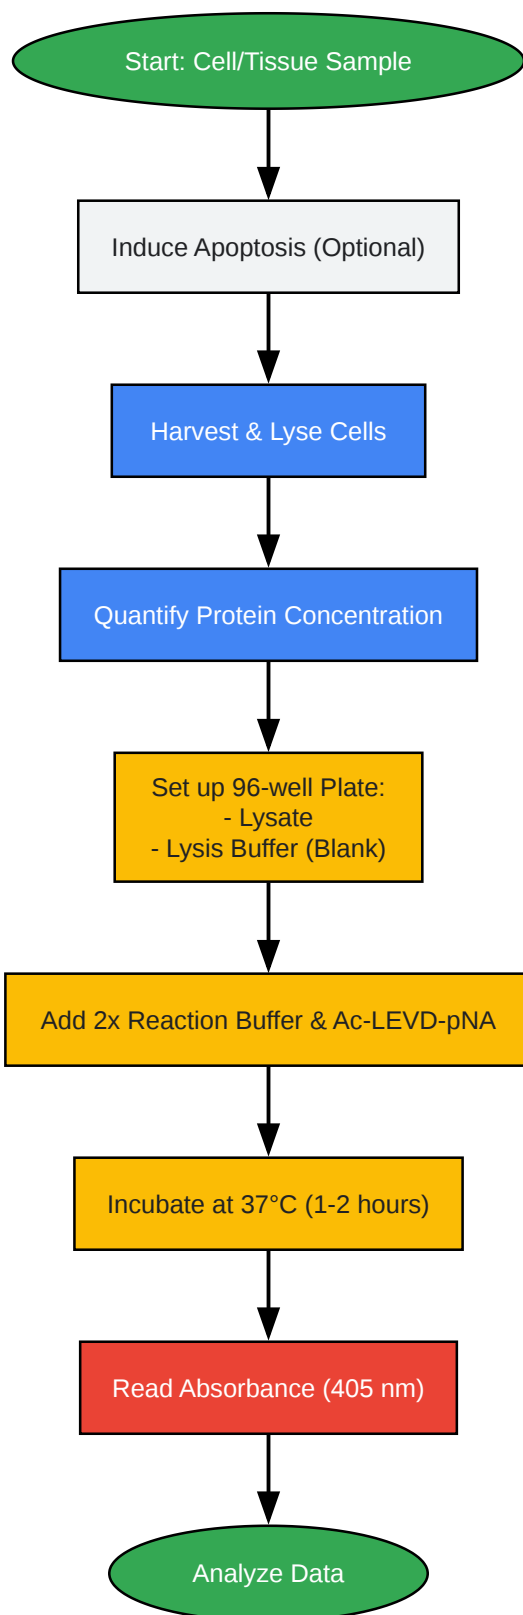 Start: Cell/Tissue Sample
Induce Apoptosis (Optional)
Harvest & Lyse Cells
Quantify Protein Concentration
Set up 96-well Plate:
- Lysate
- Lysis Buffer (Blank)
Add 2x Reaction Buffer & Ac-LEVD-pNA
Incubate at 37°C (1-2 hours)
Read Absorbance (405 nm)
Analyze Data